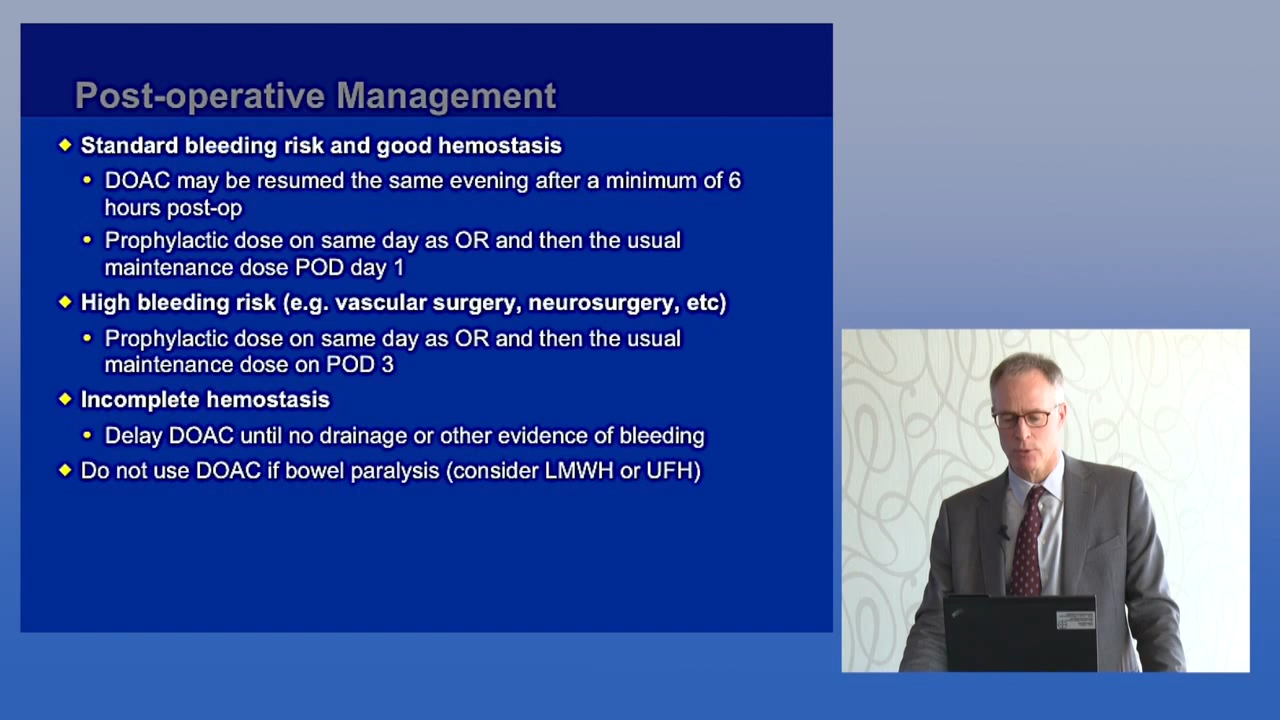 Post-operative Management
Standard bleeding risk and good hemostasis
DOAC may be resumed the same evening after a minimum of 6
hours post-op
Prophylactic dose on same day as OR and then the usual
maintenance dose POD day 1
High bleeding risk (e.g. vascular surgery, neurosurgery, etc)
Prophylactic dose on same day as OR and then the usual
maintenance dose on POD 3
Incomplete hemostasis
Delay DOAC until no drainage or other evidence of bleeding
Do not use DOAC if bowel paralysis (consider LMWH or UFH)